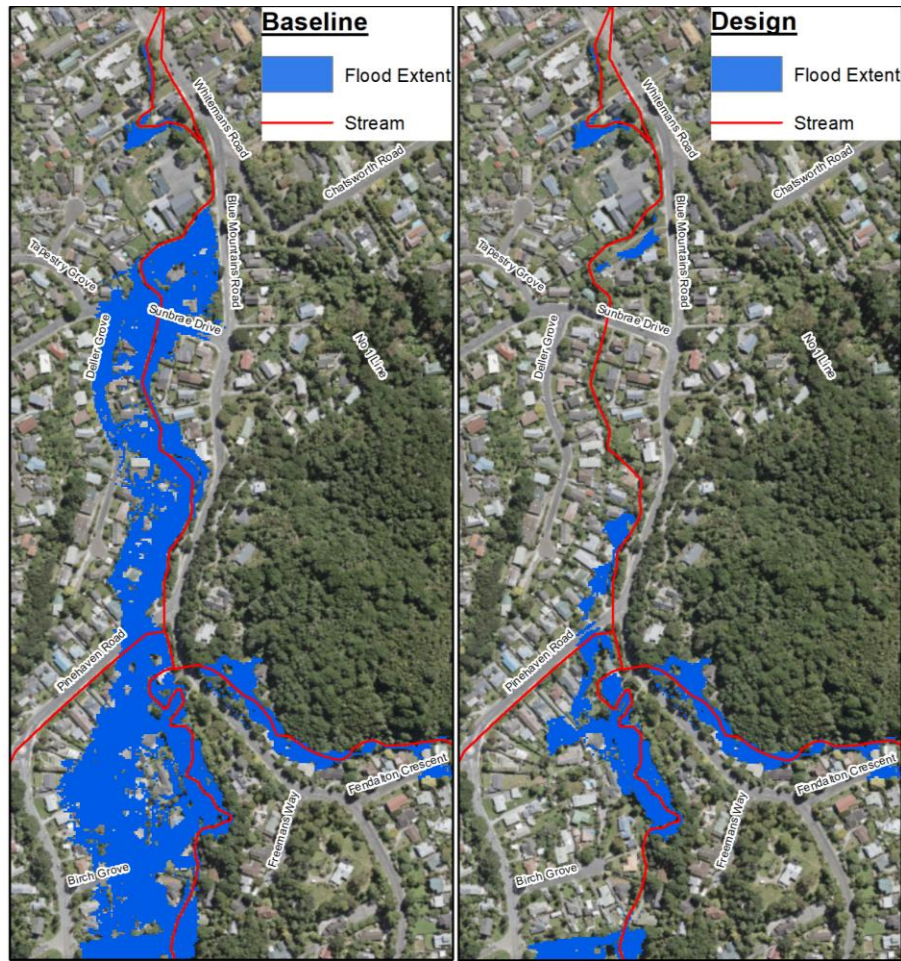 Baseline
Flood Extent
Stream
Whitemans Road
Chatsworth Road
Blue Mountains Road
Tapestry Grove
Sunbrae Drive
Deller Grove
No 1 Line
Pinehaven Road
Fendalton Crescent
Freemans Way
Birch Grove
Design
Flood Extent
Stream
Whitemans Road
Chatsworth Road
Blue Mountains Road
Tapestry Grove
Sunbrae Drive
Deller Grove
No 1 Line
Pinehaven Road
Fendalton Crescent
Freemans Way
Birch Grove